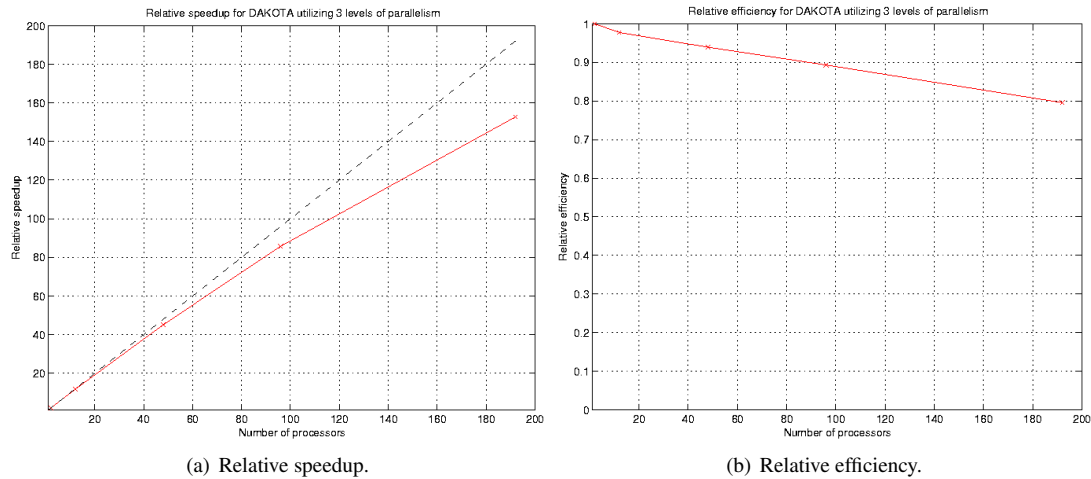 Relative speedup for DAKOTA utilizing 3 levels of parallelism
200
180
160
140
120
100
80
60
40
20
Relative speedup
20 40 60 80 100 120 140 160 180 200
Number of processors
(a) Relative speedup.
Relative efficiency for DAKOTA utilizing 3 levels of parallelism
1
0.9
0.8
0.7
0.6
0.5
0.4
0.3
0.2
0.1
0
Relative efficiency
20 40 60 80 100 120 140 160 180 200
Number of processors
(b) Relative efficiency.